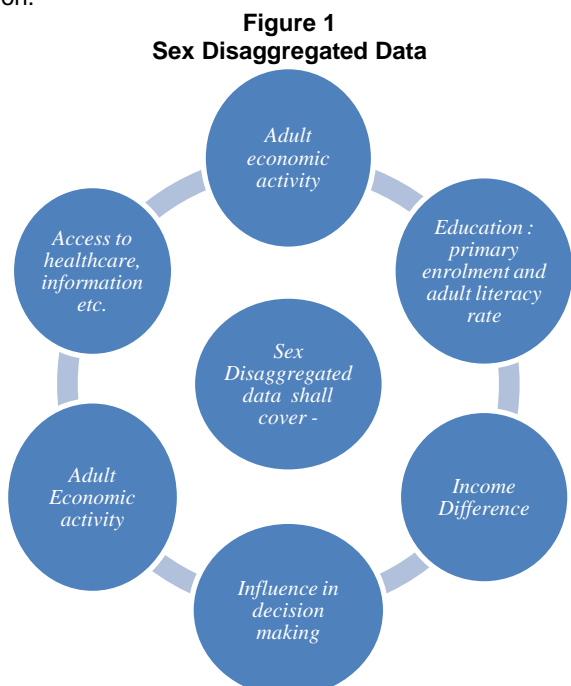 on.
Figure 1
Sex Disaggregated Data
Adult
economic
activity
Education :
primary
enrolment and
adult literacy
rate
Income
Difference
Influence in
decision
making
Adult
Economic
activity
Access to
healthcare,
information
etc.
Sex
Disaggregated
data shall
cover -